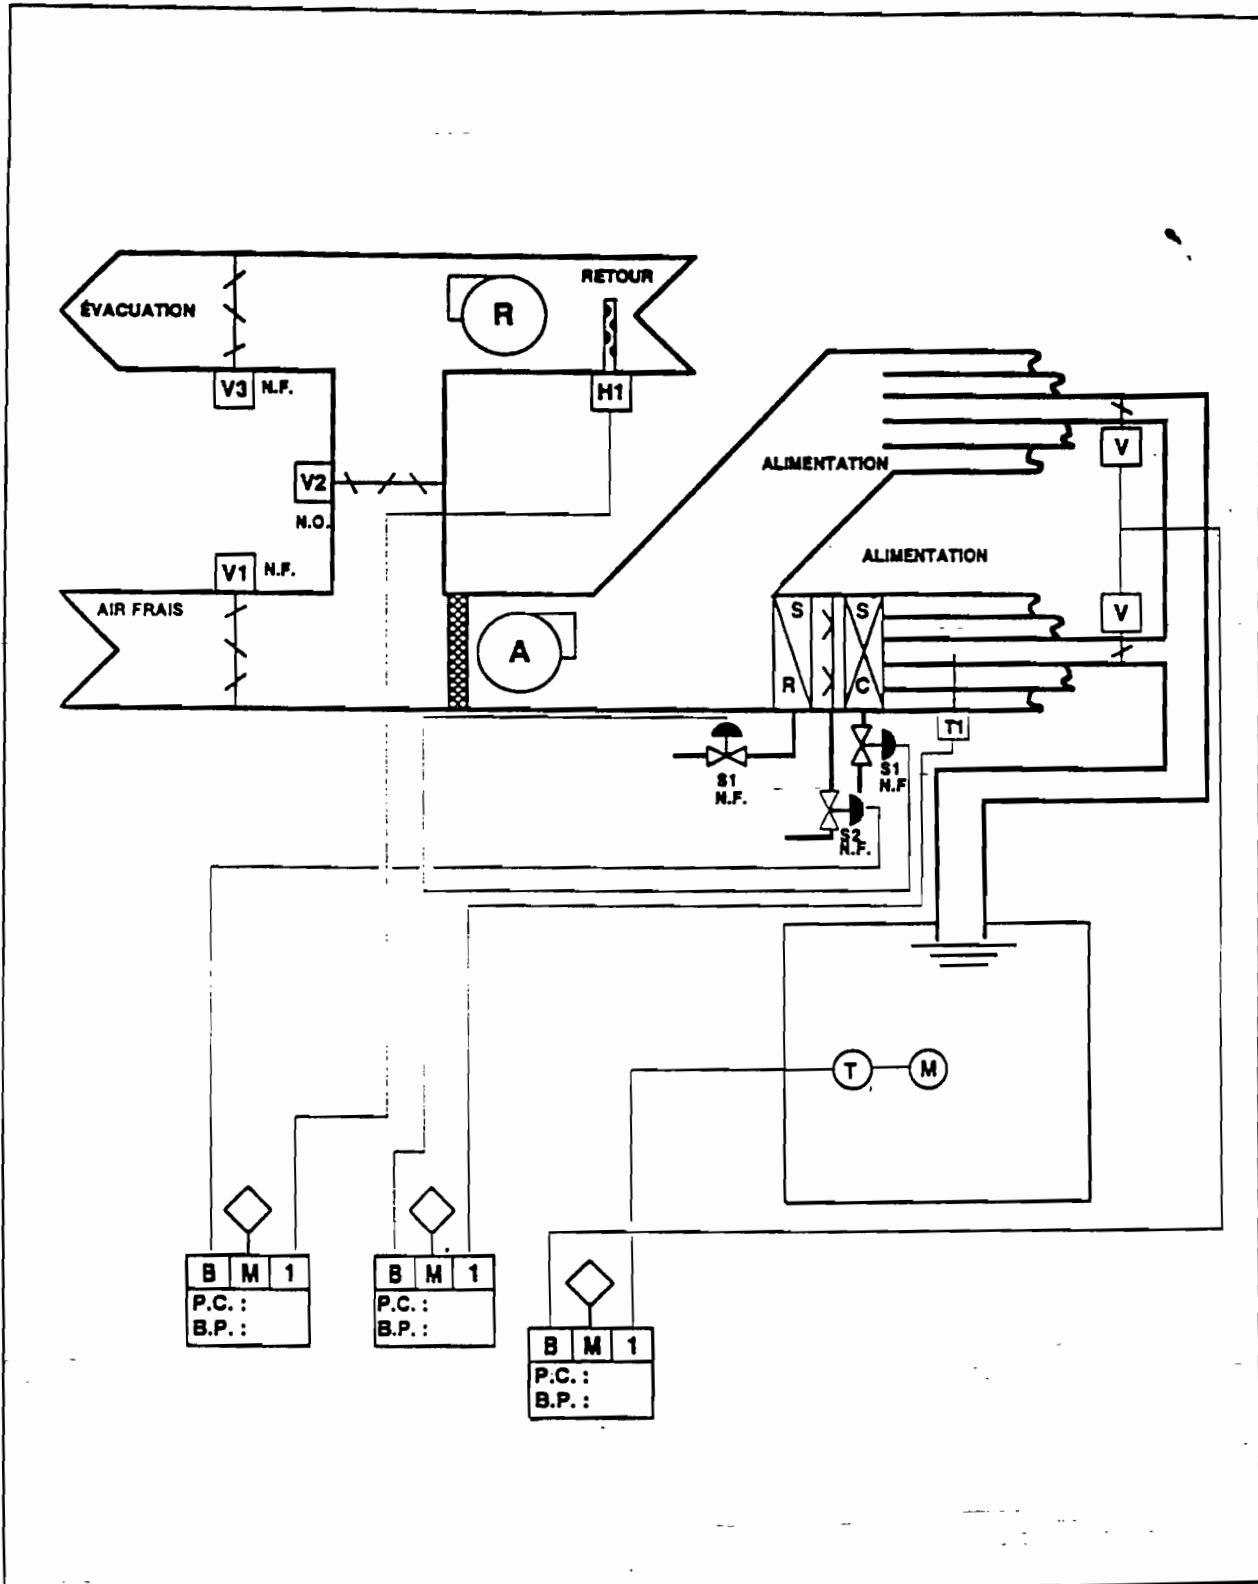 RETOUR
R
ÉVACUATION
V3 N.F.
H1
V
ALIMENTATION
V2
N.O.
ALIMENTATION
V1 N.F.
AIR FRAIS
S S
V
A
R C
T1
S1
N.F.
S1
N.F
S2
N.F.
T M
B M 1
P.C. :
B.P. :
B M 1
P.C. :
B.P. :
B M 1
P.C. :
B.P. :